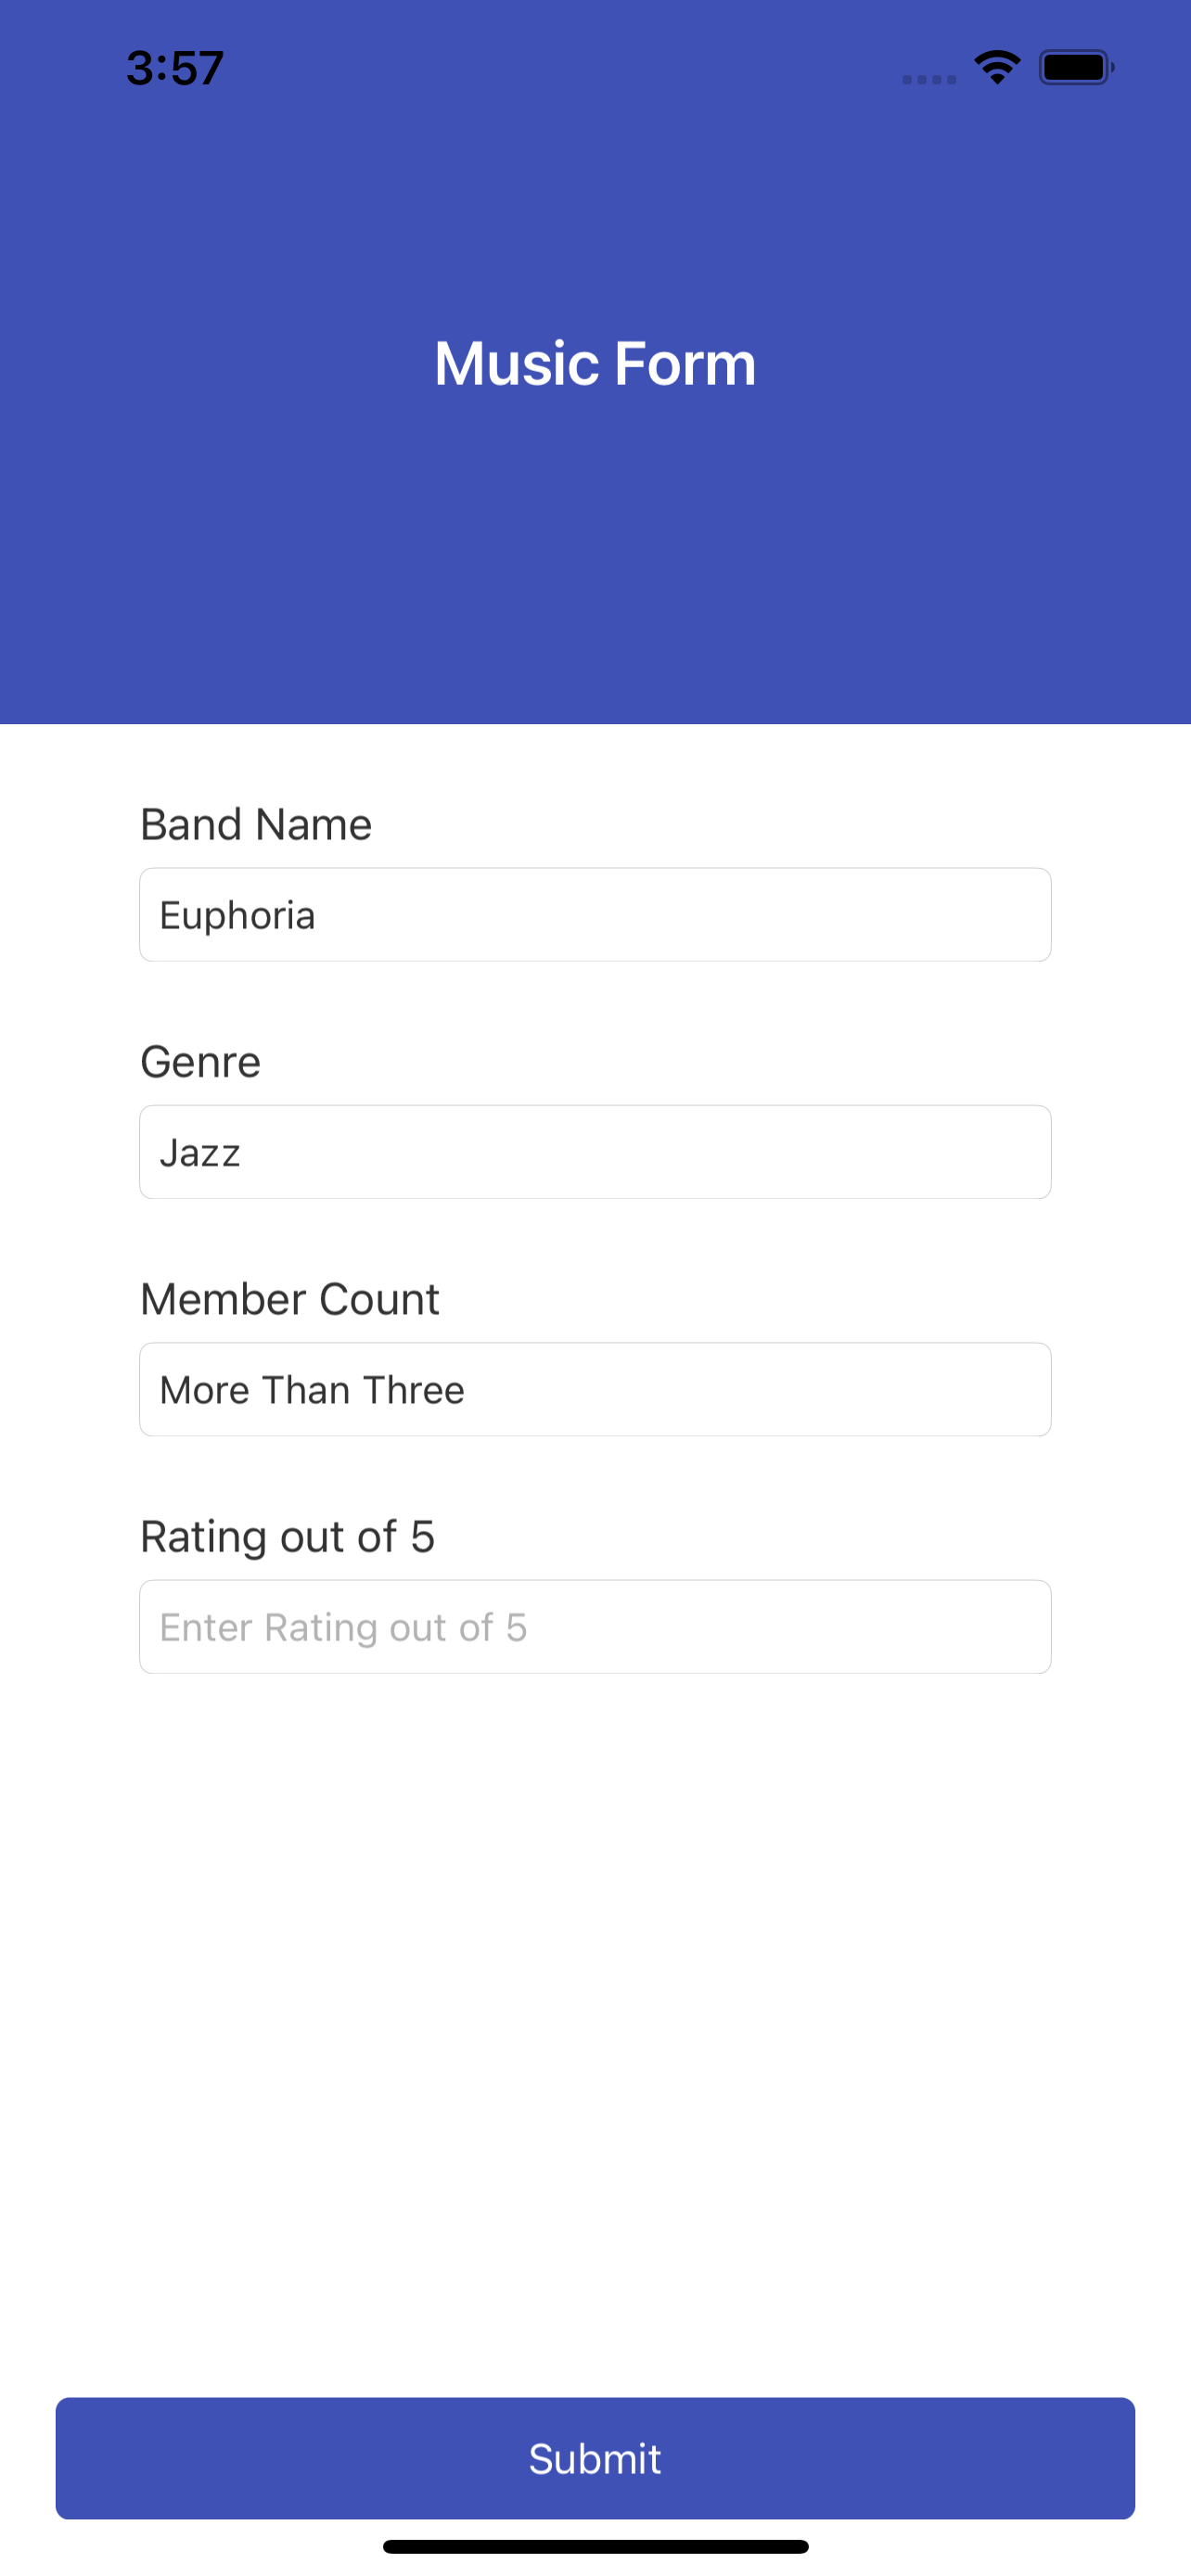 3:57
Music Form
Band Name
Euphoria
Genre
Jazz
Member Count
More Than Three
Rating out of 5
Enter Rating out of 5
Submit